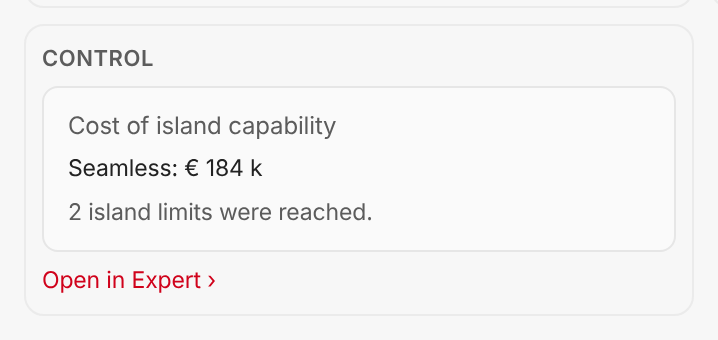 CONTROL
Cost of island capability
Seamless: € 184 k
2 island limits were reached.
Open in Expert ›